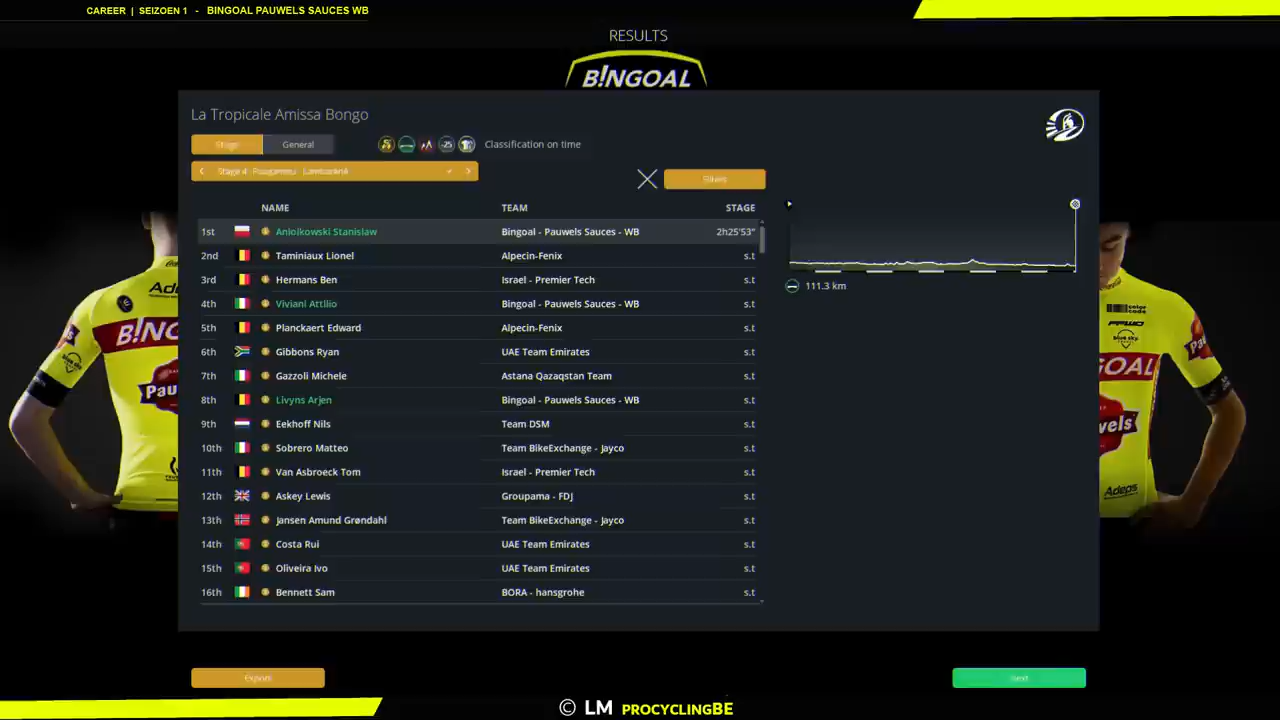 CAREER | SEIZOEN 1 - BINGOAL PAUWELS SAUCES WB
RESULTS
B!NGOAL
La Tropicale Amissa Bongo
Stage General Classification on time
Stage 4
Filters
NAME TEAM STAGE
1st Aniolkowski Stanislaw Bingoal - Pauwels Sauces - WB 2h25'53"
2nd Taminiaux Lionel Alpecin-Fenix s.t
3rd Hermans Ben Israel - Premier Tech s.t
4th Viviani Attilio Bingoal - Pauwels Sauces - WB s.t
5th Planckaert Edward Alpecin-Fenix s.t
6th Gibbons Ryan UAE Team Emirates s.t
7th Gazzoli Michele Astana Qazaqstan Team s.t
8th Livyns Arjen Bingoal - Pauwels Sauces - WB s.t
9th Eekhoff Nils Team DSM s.t
10th Sobrero Matteo Team BikeExchange - Jayco s.t
11th Van Asbroeck Tom Israel - Premier Tech s.t
12th Askey Lewis Groupama - FDJ s.t
13th Jansen Amund Grøndahl Team BikeExchange - Jayco s.t
14th Costa Rui UAE Team Emirates s.t
15th Oliveira Ivo UAE Team Emirates s.t
16th Bennett Sam BORA - hansgrohe s.t
111.3 km
Export
Next
© LM PROCYCLINGBE